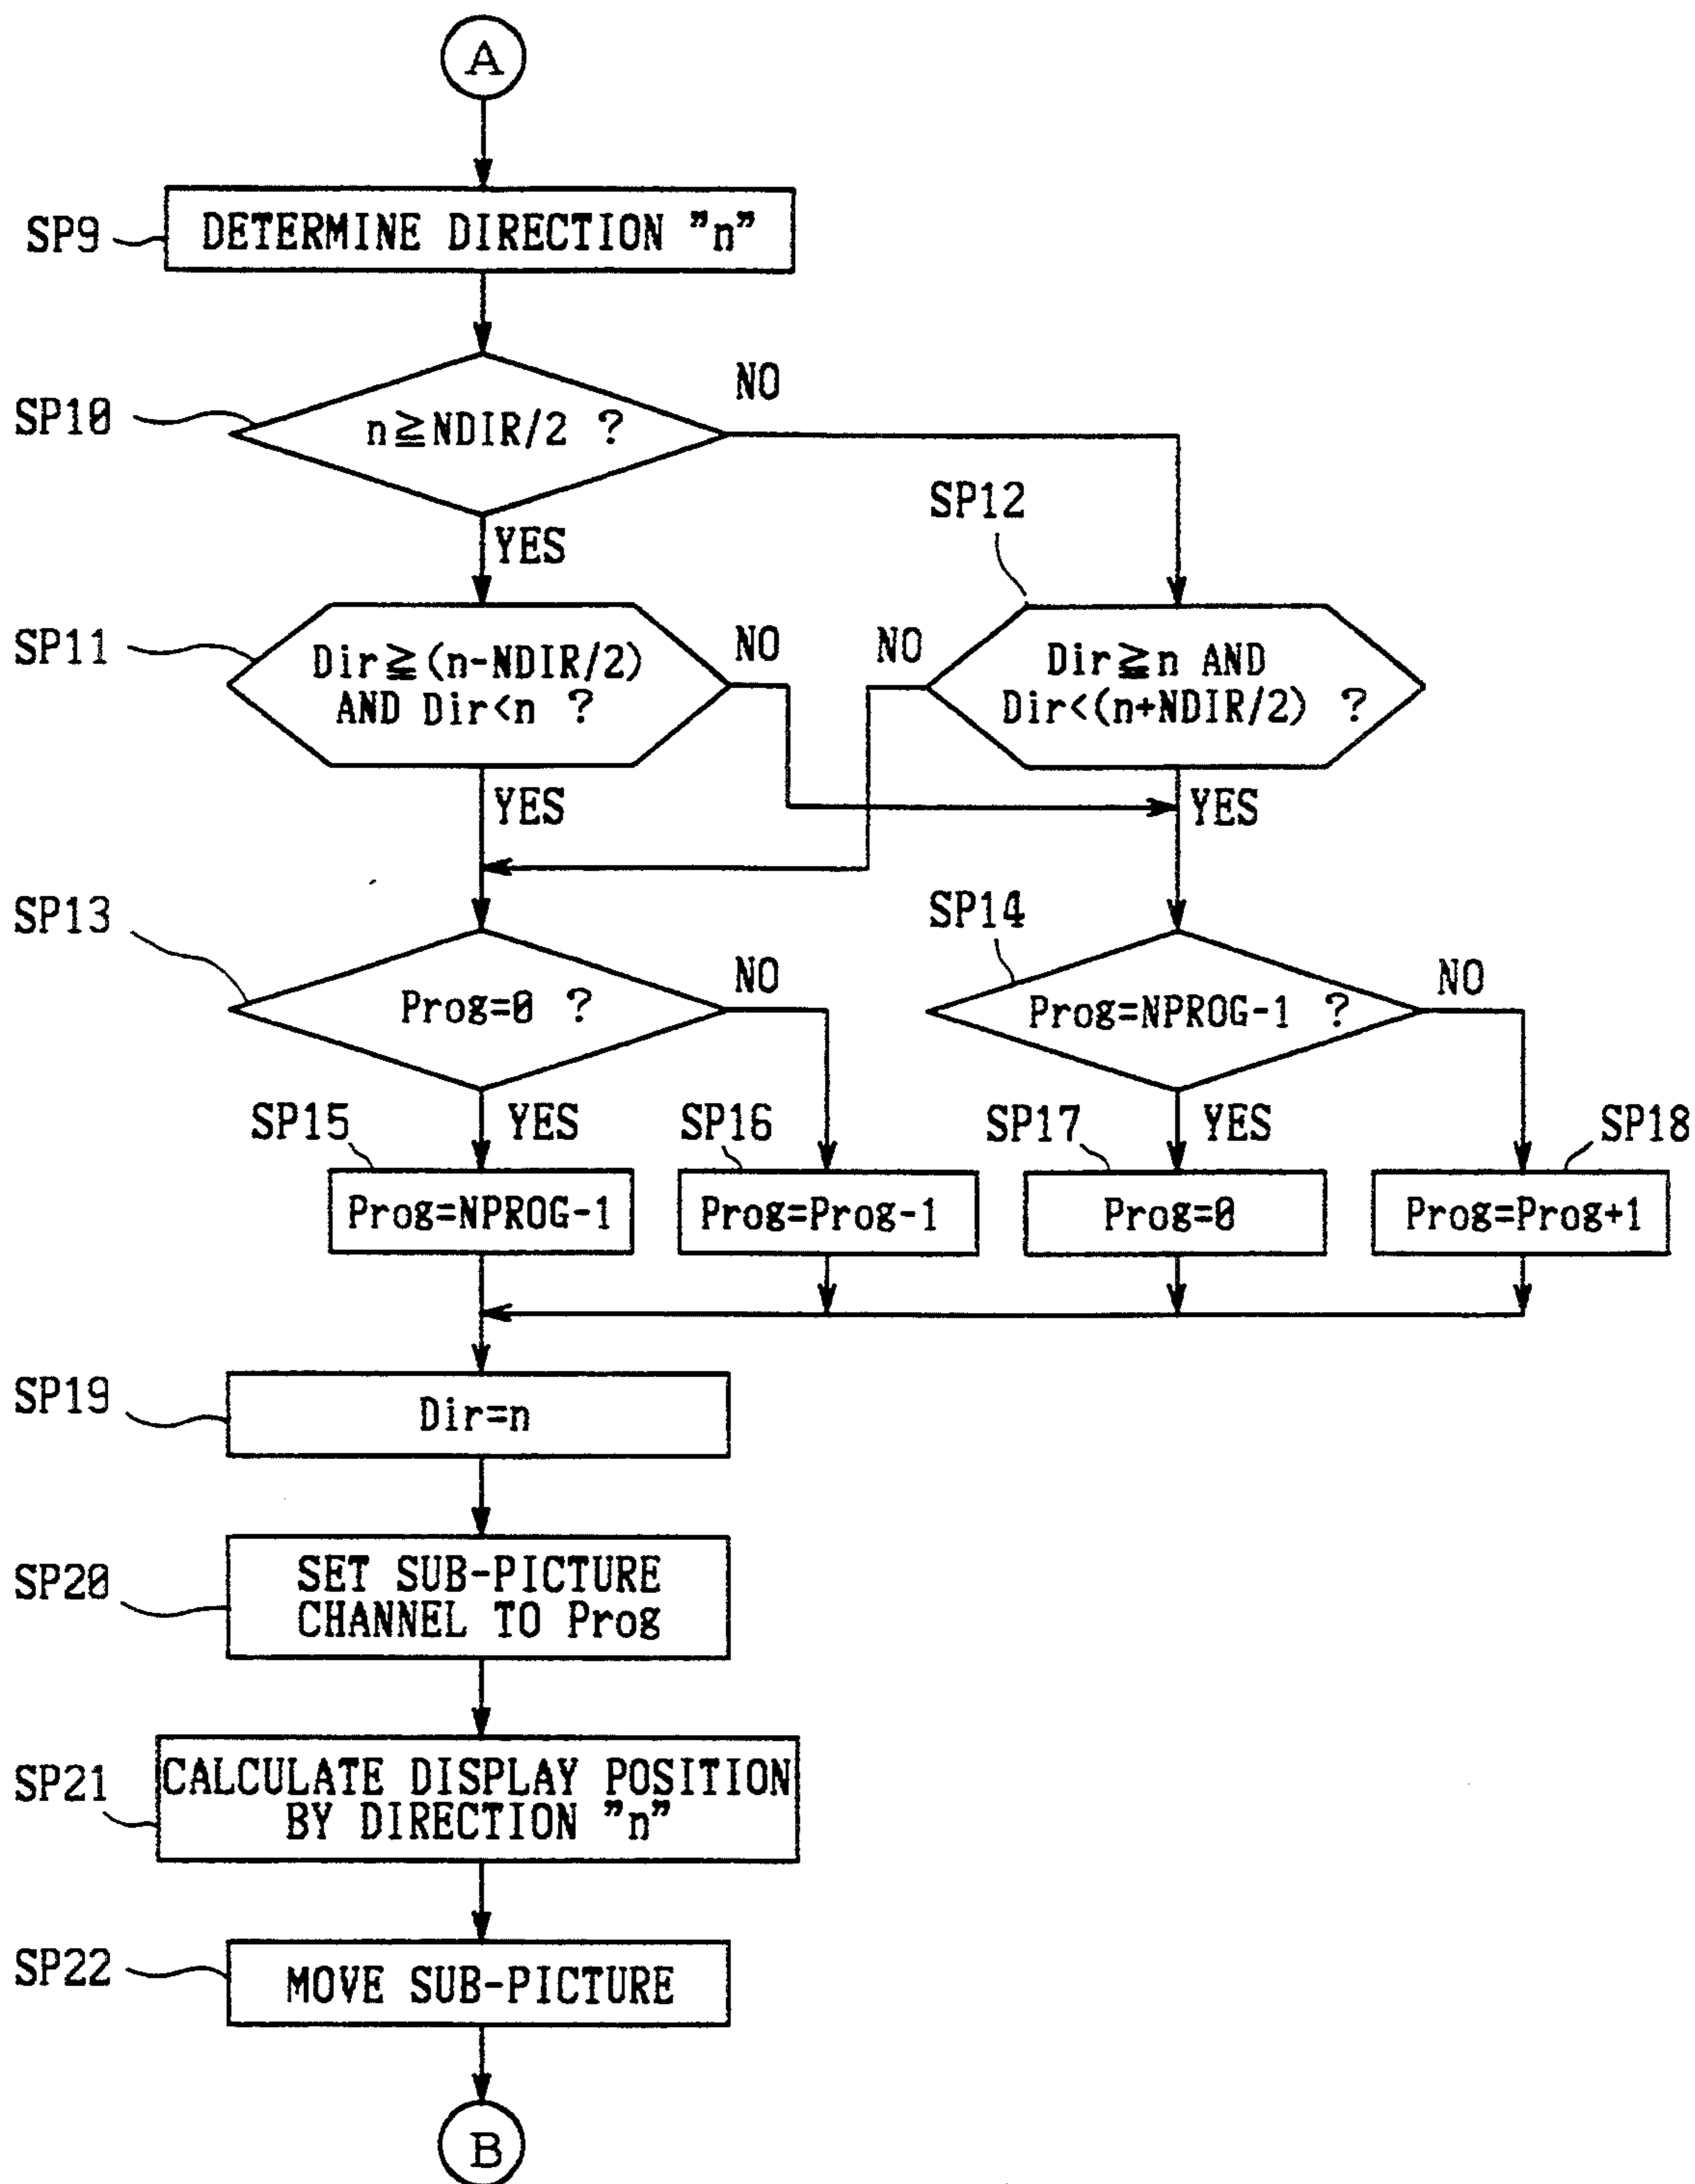 A
SP9
DETERMINE DIRECTION ”n”
SP10
n≧NDIR/2 ?
NO
YES
SP12
SP11
Dir≧(n-NDIR/2)
AND Dir<n ?
NO
NO
Dir≧n AND
Dir<(n+NDIR/2) ?
YES
YES
SP13
Prog=0 ?
NO
SP14
Prog=NPROG-1 ?
NO
SP15
YES
SP16
SP17
YES
SP18
Prog=NPROG-1
Prog=Prog-1
Prog=0
Prog=Prog+1
SP19
Dir=n
SP20
SET SUB-PICTURE
CHANNEL TO Prog
SP21
CALCULATE DISPLAY POSITION
BY DIRECTION ”n”
SP22
MOVE SUB-PICTURE
B